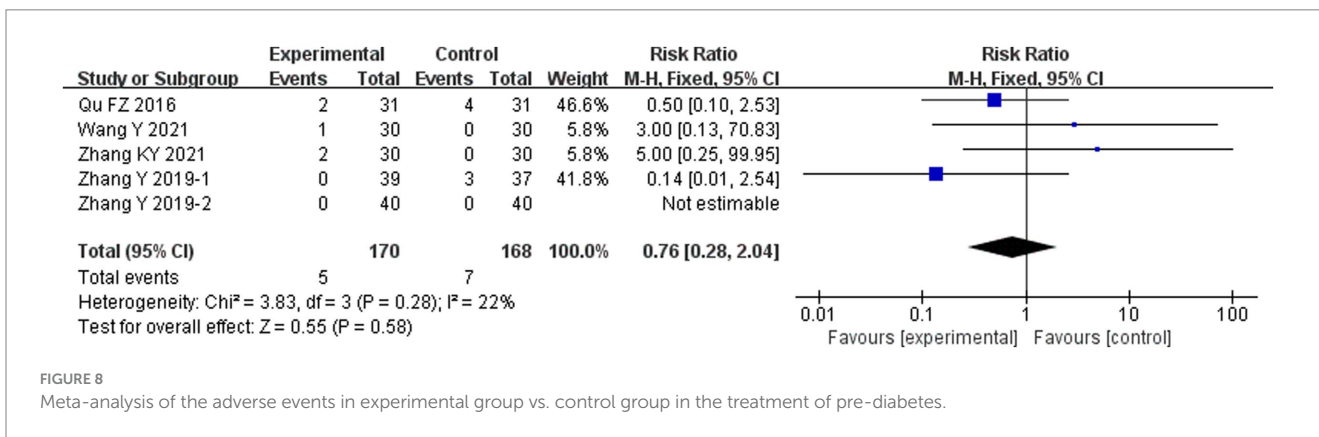 Experimental Control Risk Ratio Risk Ratio
Study or Subgroup Events Total Events Total Weight M-H, Fixed, 95% CI M-H, Fixed, 95% CI
Qu FZ 2016 2 31 4 31 46.6% 0.50 [0.10, 2.53]
Wang Y 2021 1 30 0 30 5.8% 3.00 [0.13, 70.83]
Zhang KY 2021 2 30 0 30 5.8% 5.00 [0.25, 99.95]
Zhang Y 2019-1 0 39 3 37 41.8% 0.14 [0.01, 2.54]
Zhang Y 2019-2 0 40 0 40 Not estimable
Total (95% CI) 170 168 100.0% 0.76 [0.28, 2.04]
Total events 5 7
Heterogeneity: Chi² = 3.83, df = 3 (P = 0.28); I² = 22%
Test for overall effect: Z = 0.55 (P = 0.58)
0.01 0.1 1 10 100
Favours [experimental] Favours [control]
FIGURE 8
Meta-analysis of the adverse events in experimental group vs. control group in the treatment of pre-diabetes.